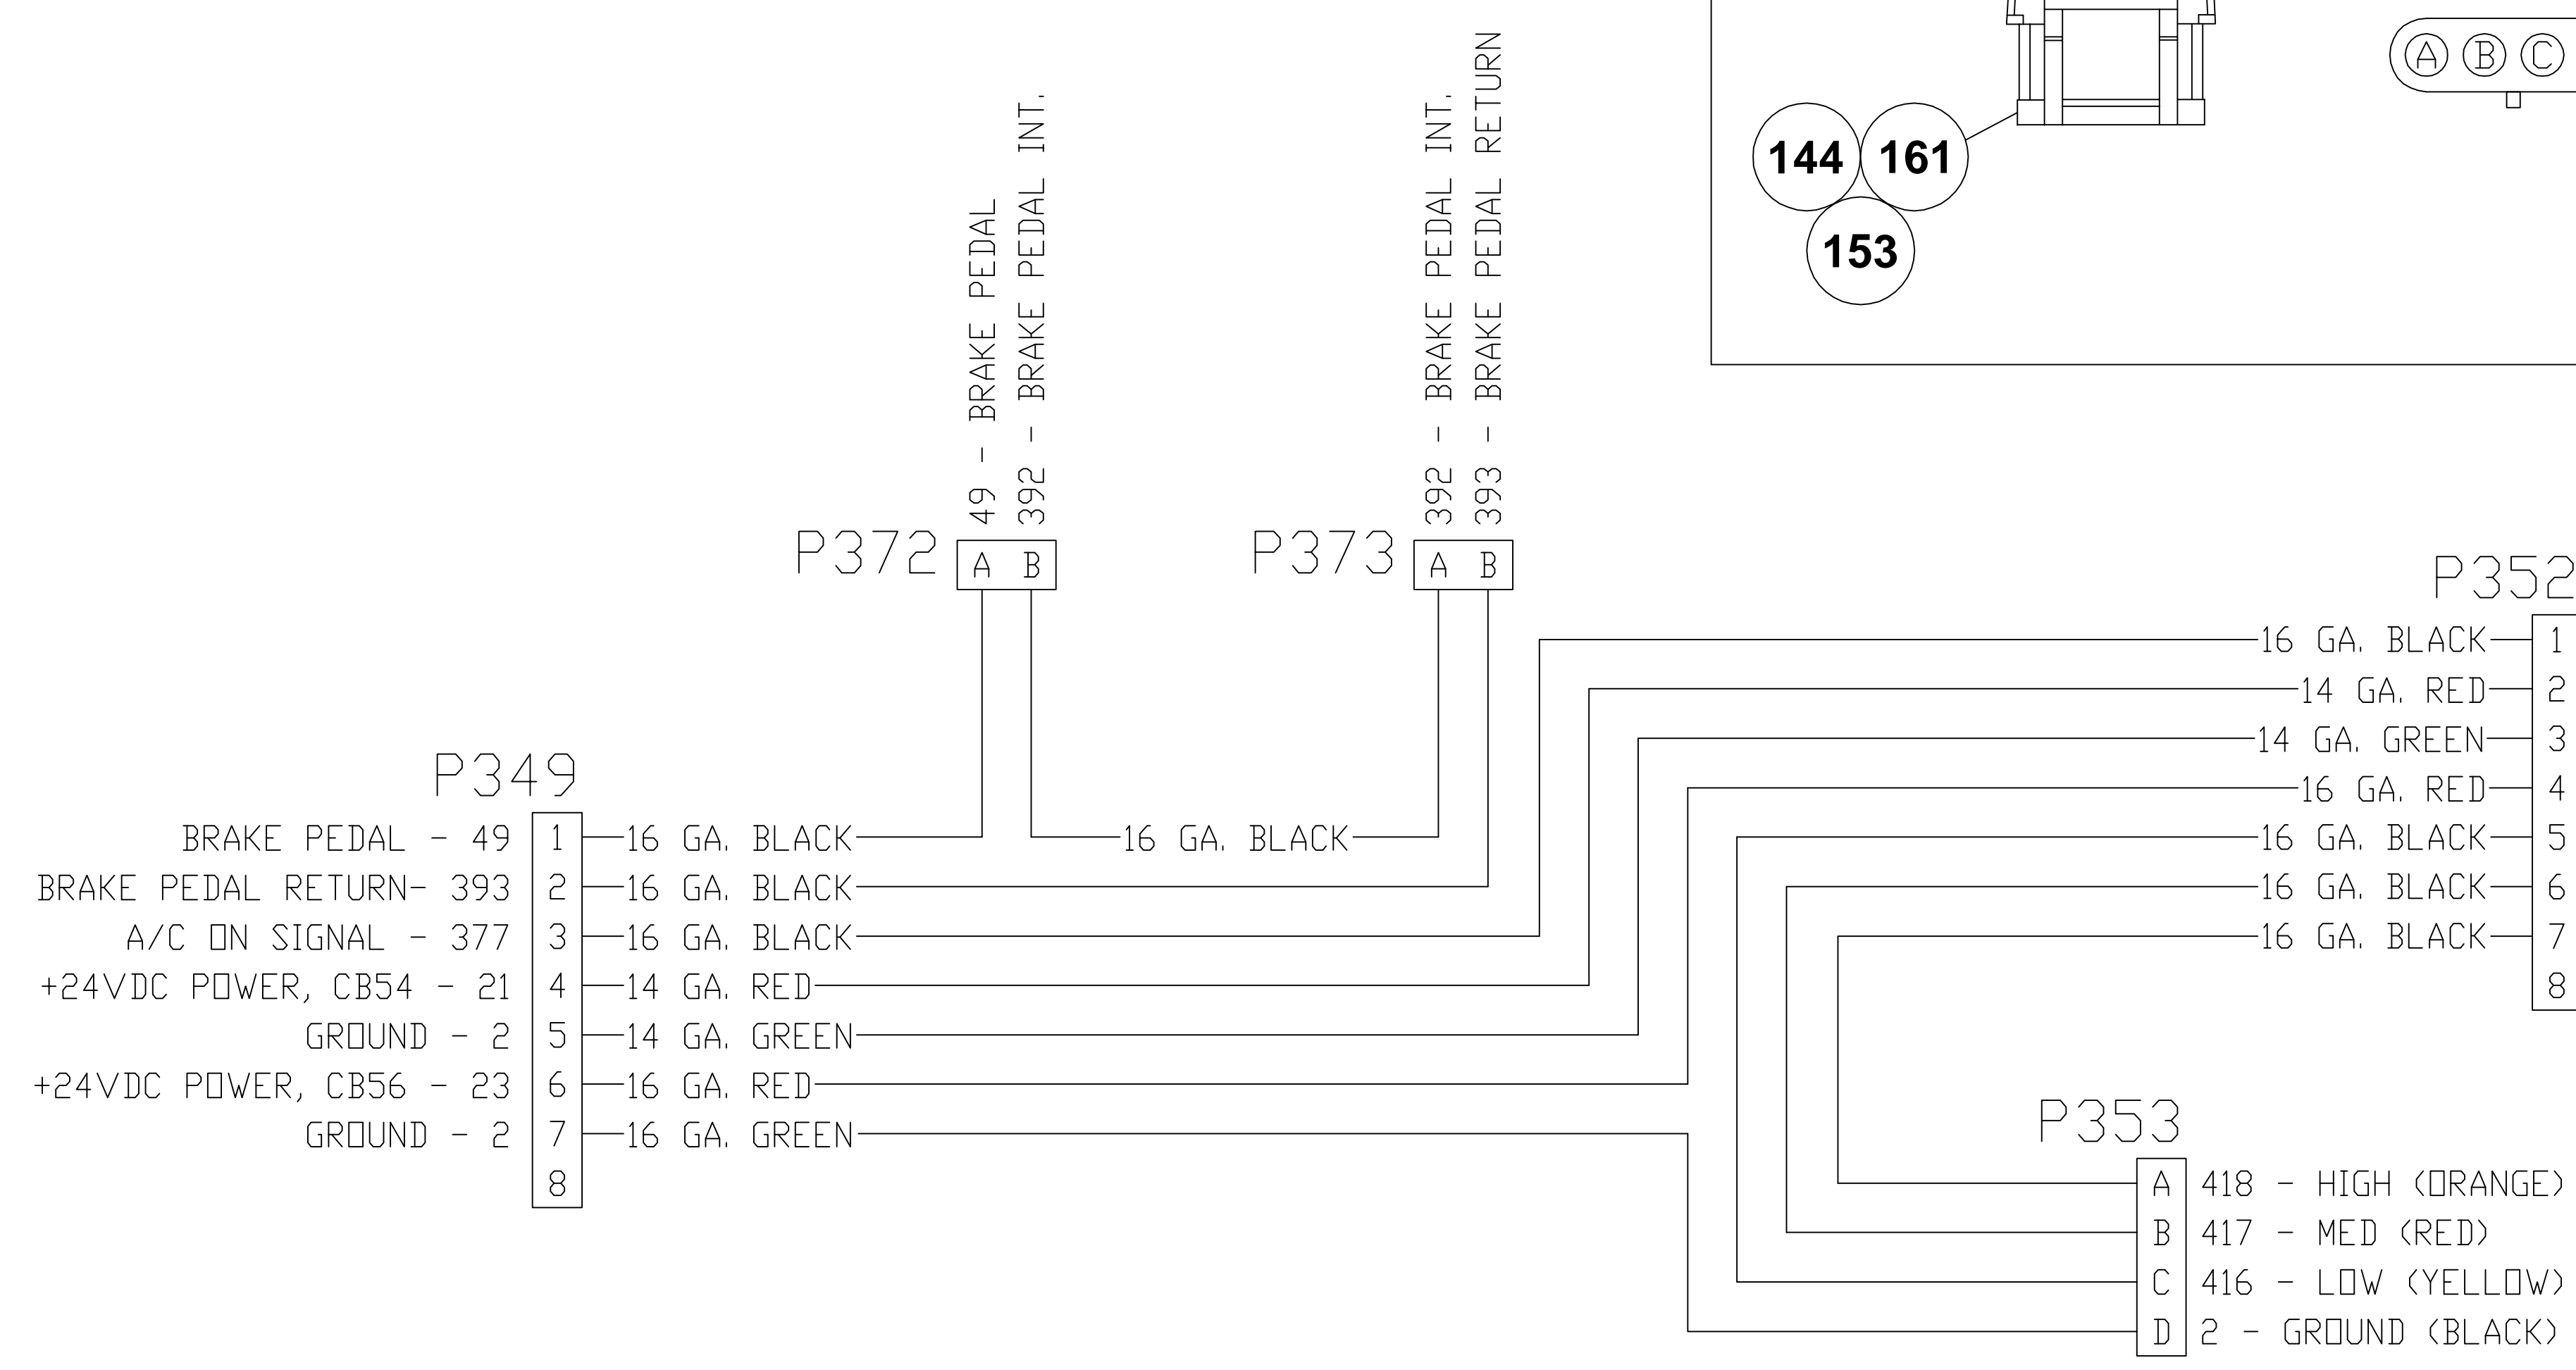 A B C
144 161
153
49 - BRAKE PEDAL
392 - BRAKE PEDAL INT.
392 - BRAKE PEDAL INT.
393 - BRAKE PEDAL RETURN
P372
A B
P373
A B
P352
16 GA. BLACK 1
14 GA. RED 2
14 GA. GREEN 3
16 GA. RED 4
16 GA. BLACK 5
16 GA. BLACK 6
16 GA. BLACK 7
8
P349
BRAKE PEDAL - 49 1 16 GA. BLACK
16 GA. BLACK
BRAKE PEDAL RETURN- 393 2 16 GA. BLACK
A/C ON SIGNAL - 377 3 16 GA. BLACK
+24VDC POWER, CB54 - 21 4 14 GA. RED
GROUND - 2 5 14 GA. GREEN
+24VDC POWER, CB56 - 23 6 16 GA. RED
GROUND - 2 7 16 GA. GREEN
8
P353
A 418 - HIGH (ORANGE)
B 417 - MED (RED)
C 416 - LOW (YELLOW)
D 2 - GROUND (BLACK)